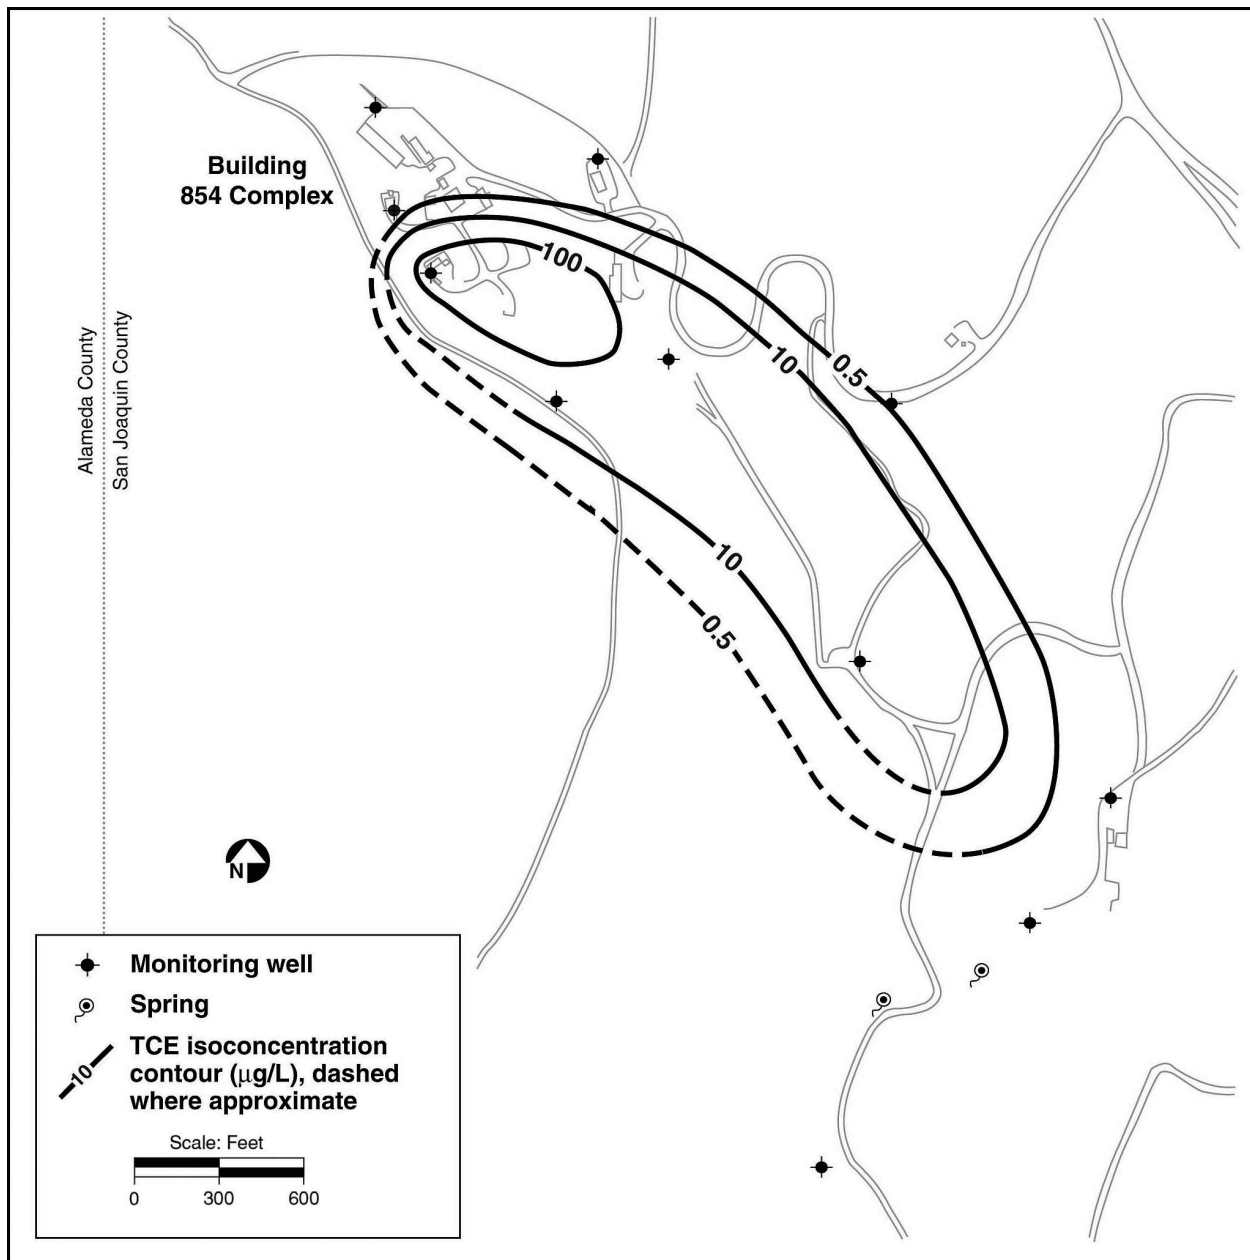 Building
854 Complex
100
Alameda County
San Joaquin County
10
0.5
10
0.5
N
Monitoring well
Spring
10
TCE isoconcentration
contour (μg/L), dashed
where approximate
Scale: Feet
0 300 600